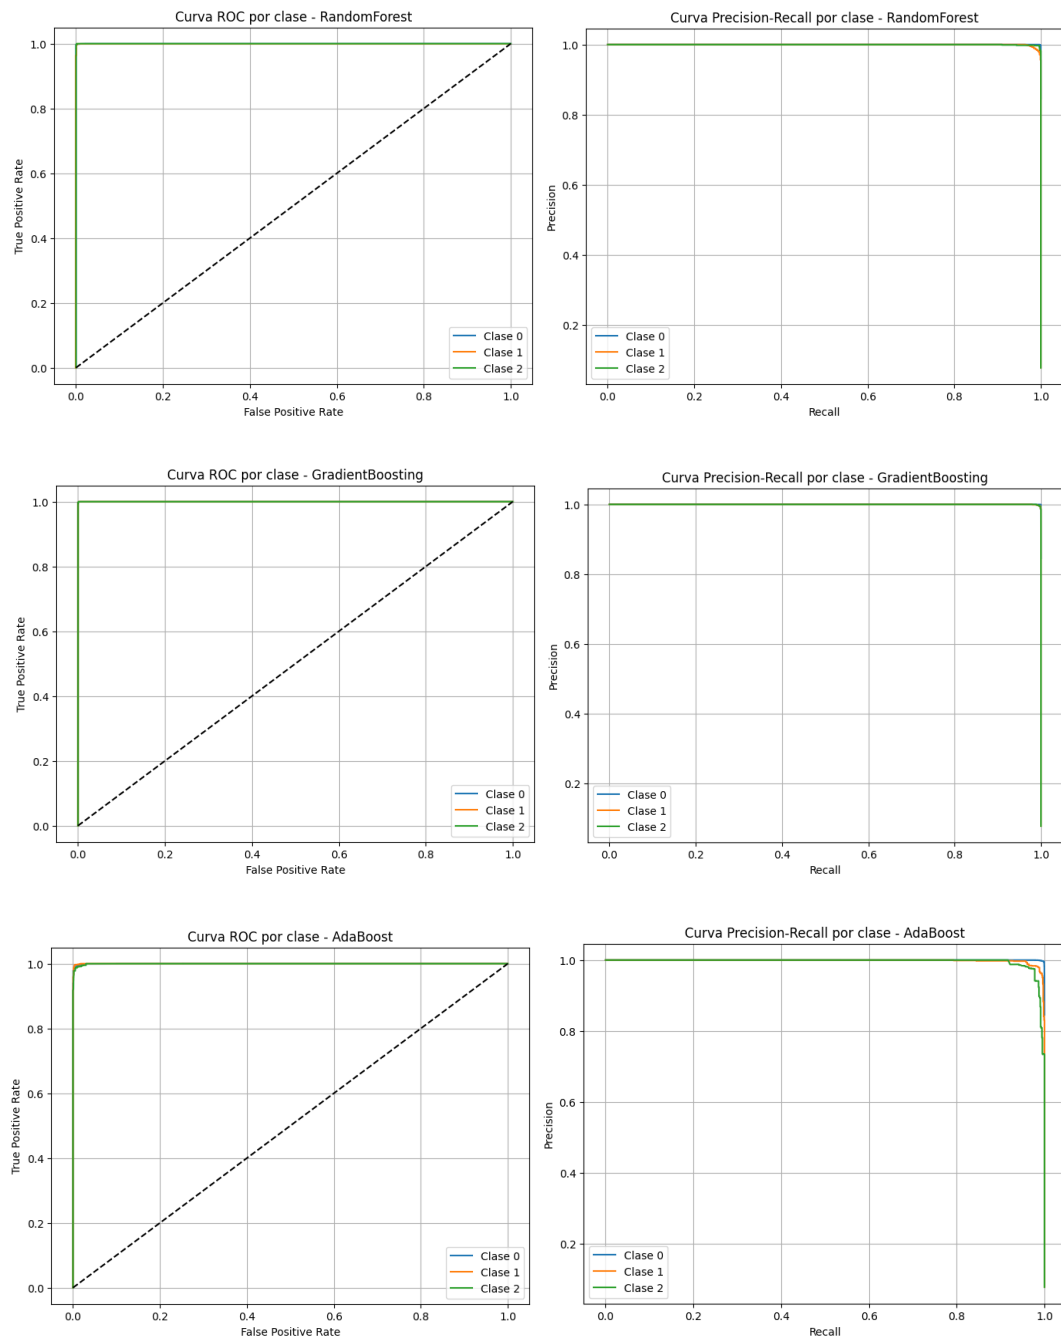 Curva ROC por clase - RandomForest
True Positive Rate
1.0
0.8
0.6
0.4
0.2
0.0
0.0 0.2 0.4 0.6 0.8 1.0
False Positive Rate
Clase 0
Clase 1
Clase 2
Curva Precision-Recall por clase - RandomForest
Precision
1.0
0.8
0.6
0.4
0.2
0.0 0.2 0.4 0.6 0.8 1.0
Recall
Clase 0
Clase 1
Clase 2
Curva ROC por clase - GradientBoosting
True Positive Rate
1.0
0.8
0.6
0.4
0.2
0.0
0.0 0.2 0.4 0.6 0.8 1.0
False Positive Rate
Clase 0
Clase 1
Clase 2
Curva Precision-Recall por clase - GradientBoosting
Precision
1.0
0.8
0.6
0.4
0.2
0.0 0.2 0.4 0.6 0.8 1.0
Recall
Clase 0
Clase 1
Clase 2
Curva ROC por clase - AdaBoost
True Positive Rate
1.0
0.8
0.6
0.4
0.2
0.0
0.0 0.2 0.4 0.6 0.8 1.0
False Positive Rate
Clase 0
Clase 1
Clase 2
Curva Precision-Recall por clase - AdaBoost
Precision
1.0
0.8
0.6
0.4
0.2
0.0 0.2 0.4 0.6 0.8 1.0
Recall
Clase 0
Clase 1
Clase 2